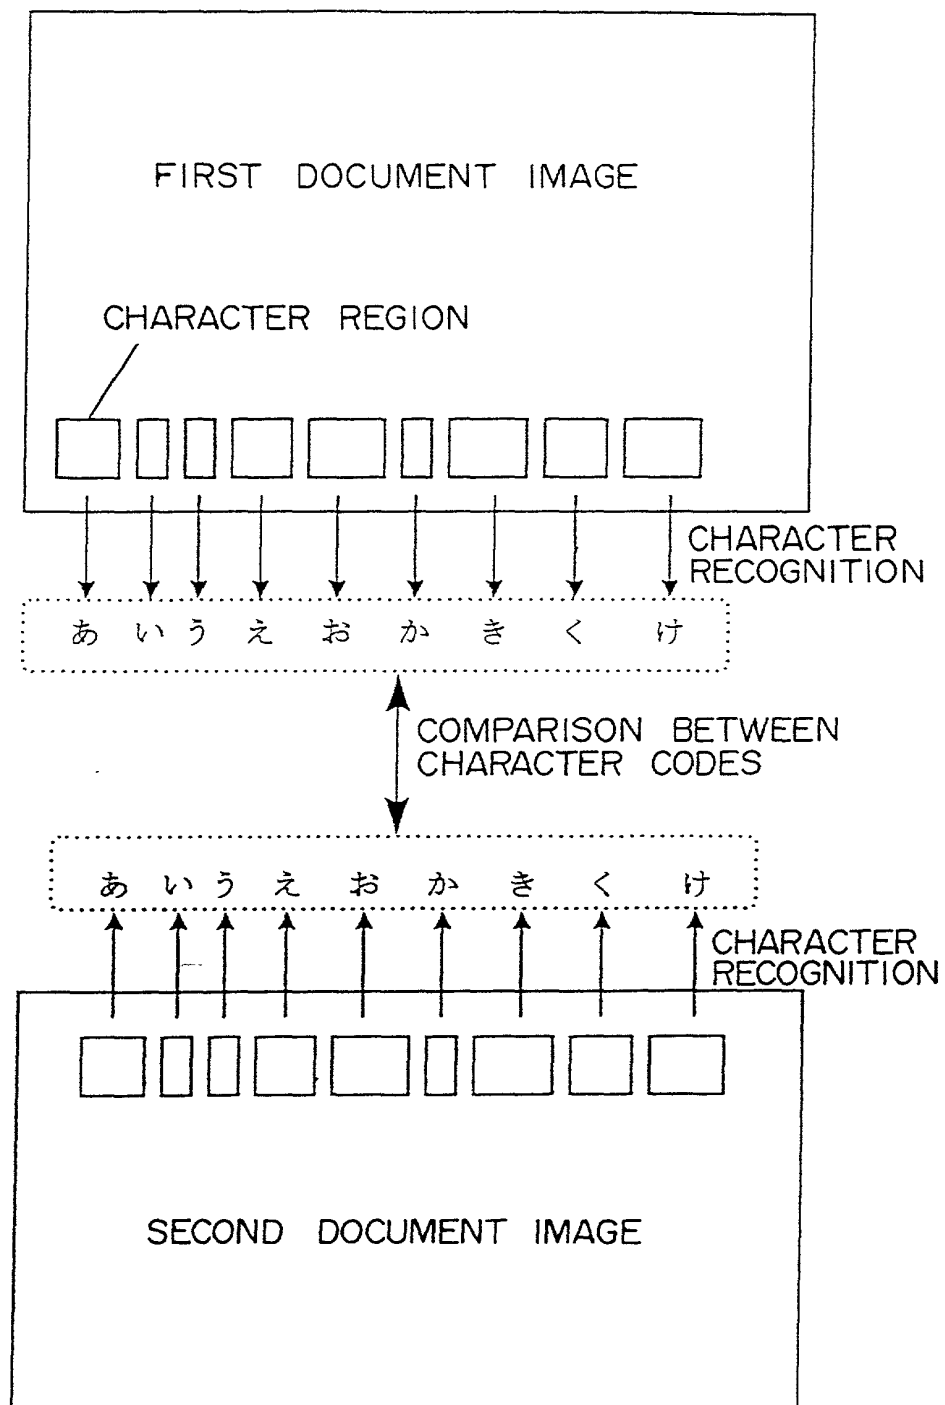 FIRST DOCUMENT IMAGE
CHARACTER REGION
CHARACTER
RECOGNITION
あ い う え お か き く け
COMPARISON BETWEEN
CHARACTER CODES
あ い う え お か き く け
CHARACTER
RECOGNITION
SECOND DOCUMENT IMAGE